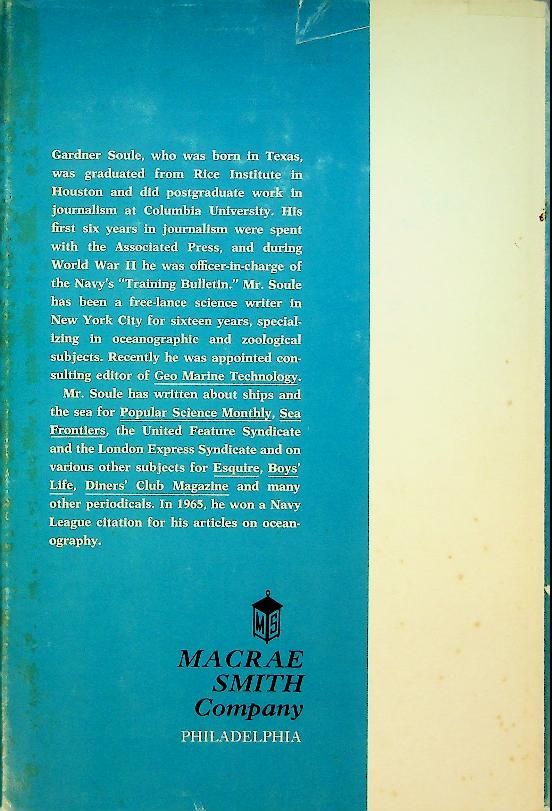 Gardner Soule, who was born in Texas,
was graduated from Rice Institute in
Houston and did postgraduate work in
journalism at Columbia University. His
first six years in journalism were spent
with the Associated Press, and during
World War II he was officer-in-charge of
the Navy's "Training Bulletin." Mr. Soule
has been a free-lance science writer in
New York City for sixteen years, special-
izing in oceanographic and zoological
subjects. Recently he was appointed con-
sulting editor of Geo Marine Technology.
Mr. Soule has written about ships and
the sea for Popular Science Monthly, Sea
Frontiers, the United Feature Syndicate
and the London Express Syndicate and on
various other subjects for Esquire, Boys'
Life, Diners' Club Magazine and many
other periodicals. In 1965, he won a Navy
League citation for his articles on ocean-
ography.
MS
MACRAE
SMITH
Company
PHILADELPHIA